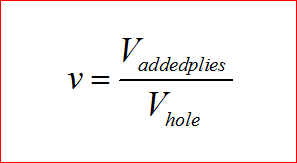 v = V_addedplies / V_hole